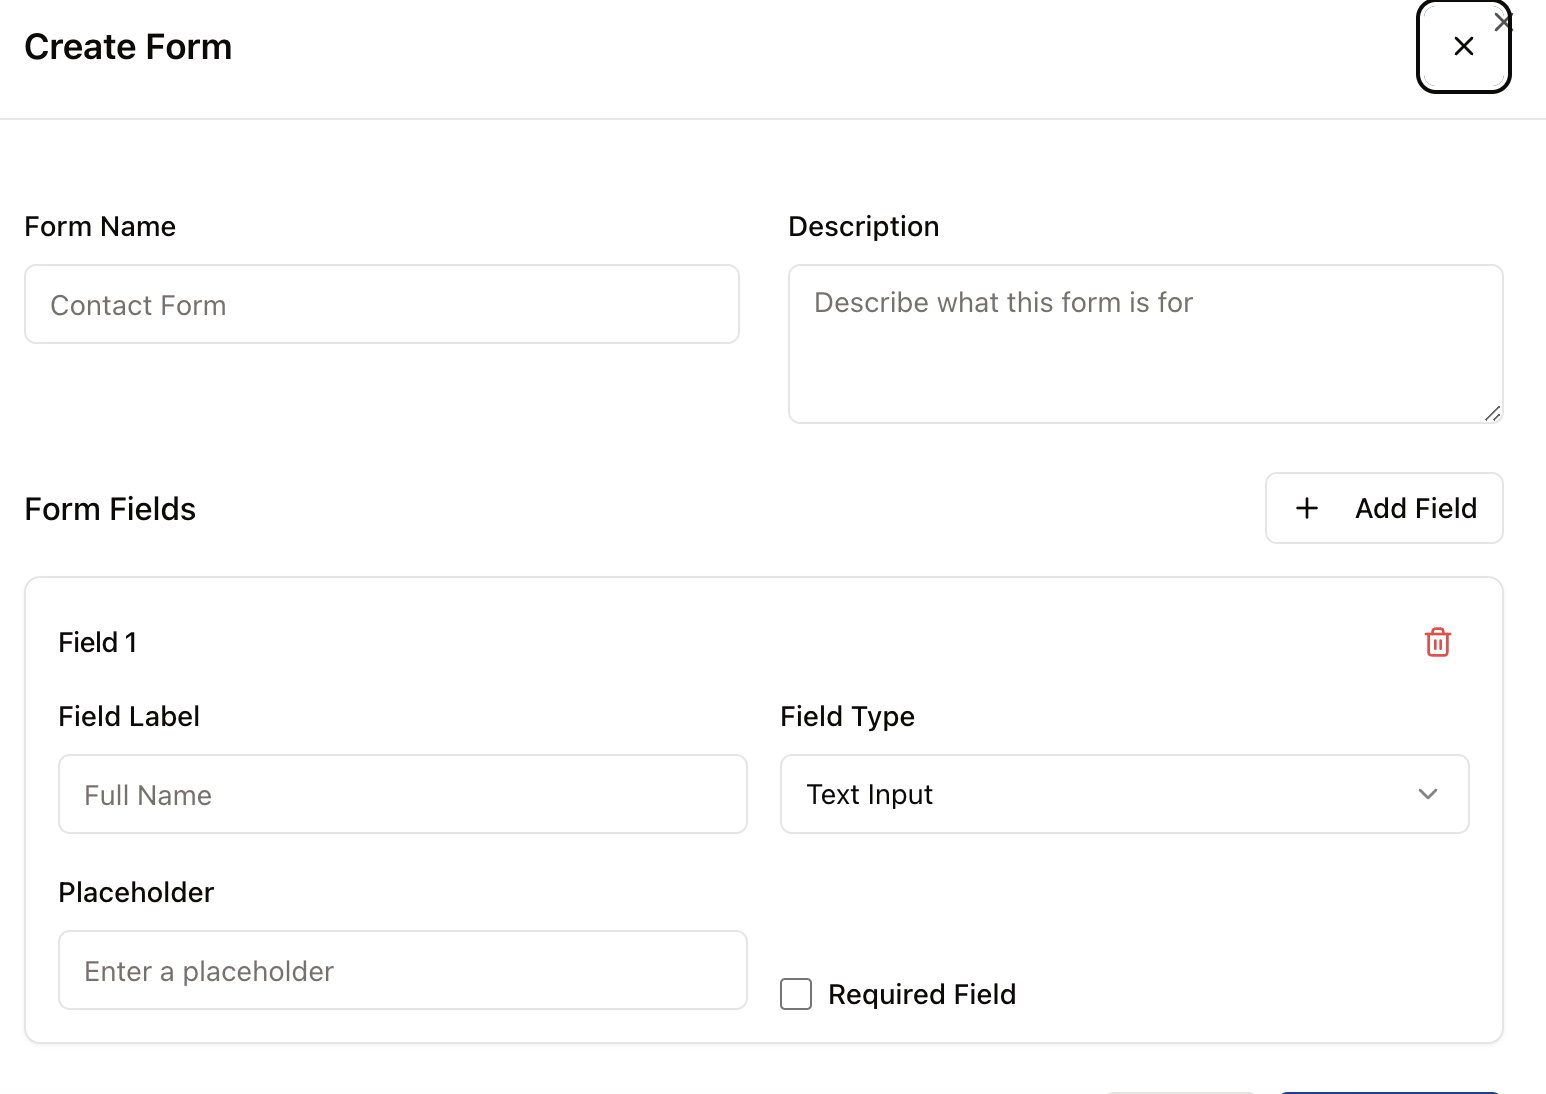 Create Form
Form Name
Description
Contact Form
Describe what this form is for
Form Fields
+ Add Field
Field 1
Field Label
Field Type
Full Name
Text Input
Placeholder
Enter a placeholder
Required Field